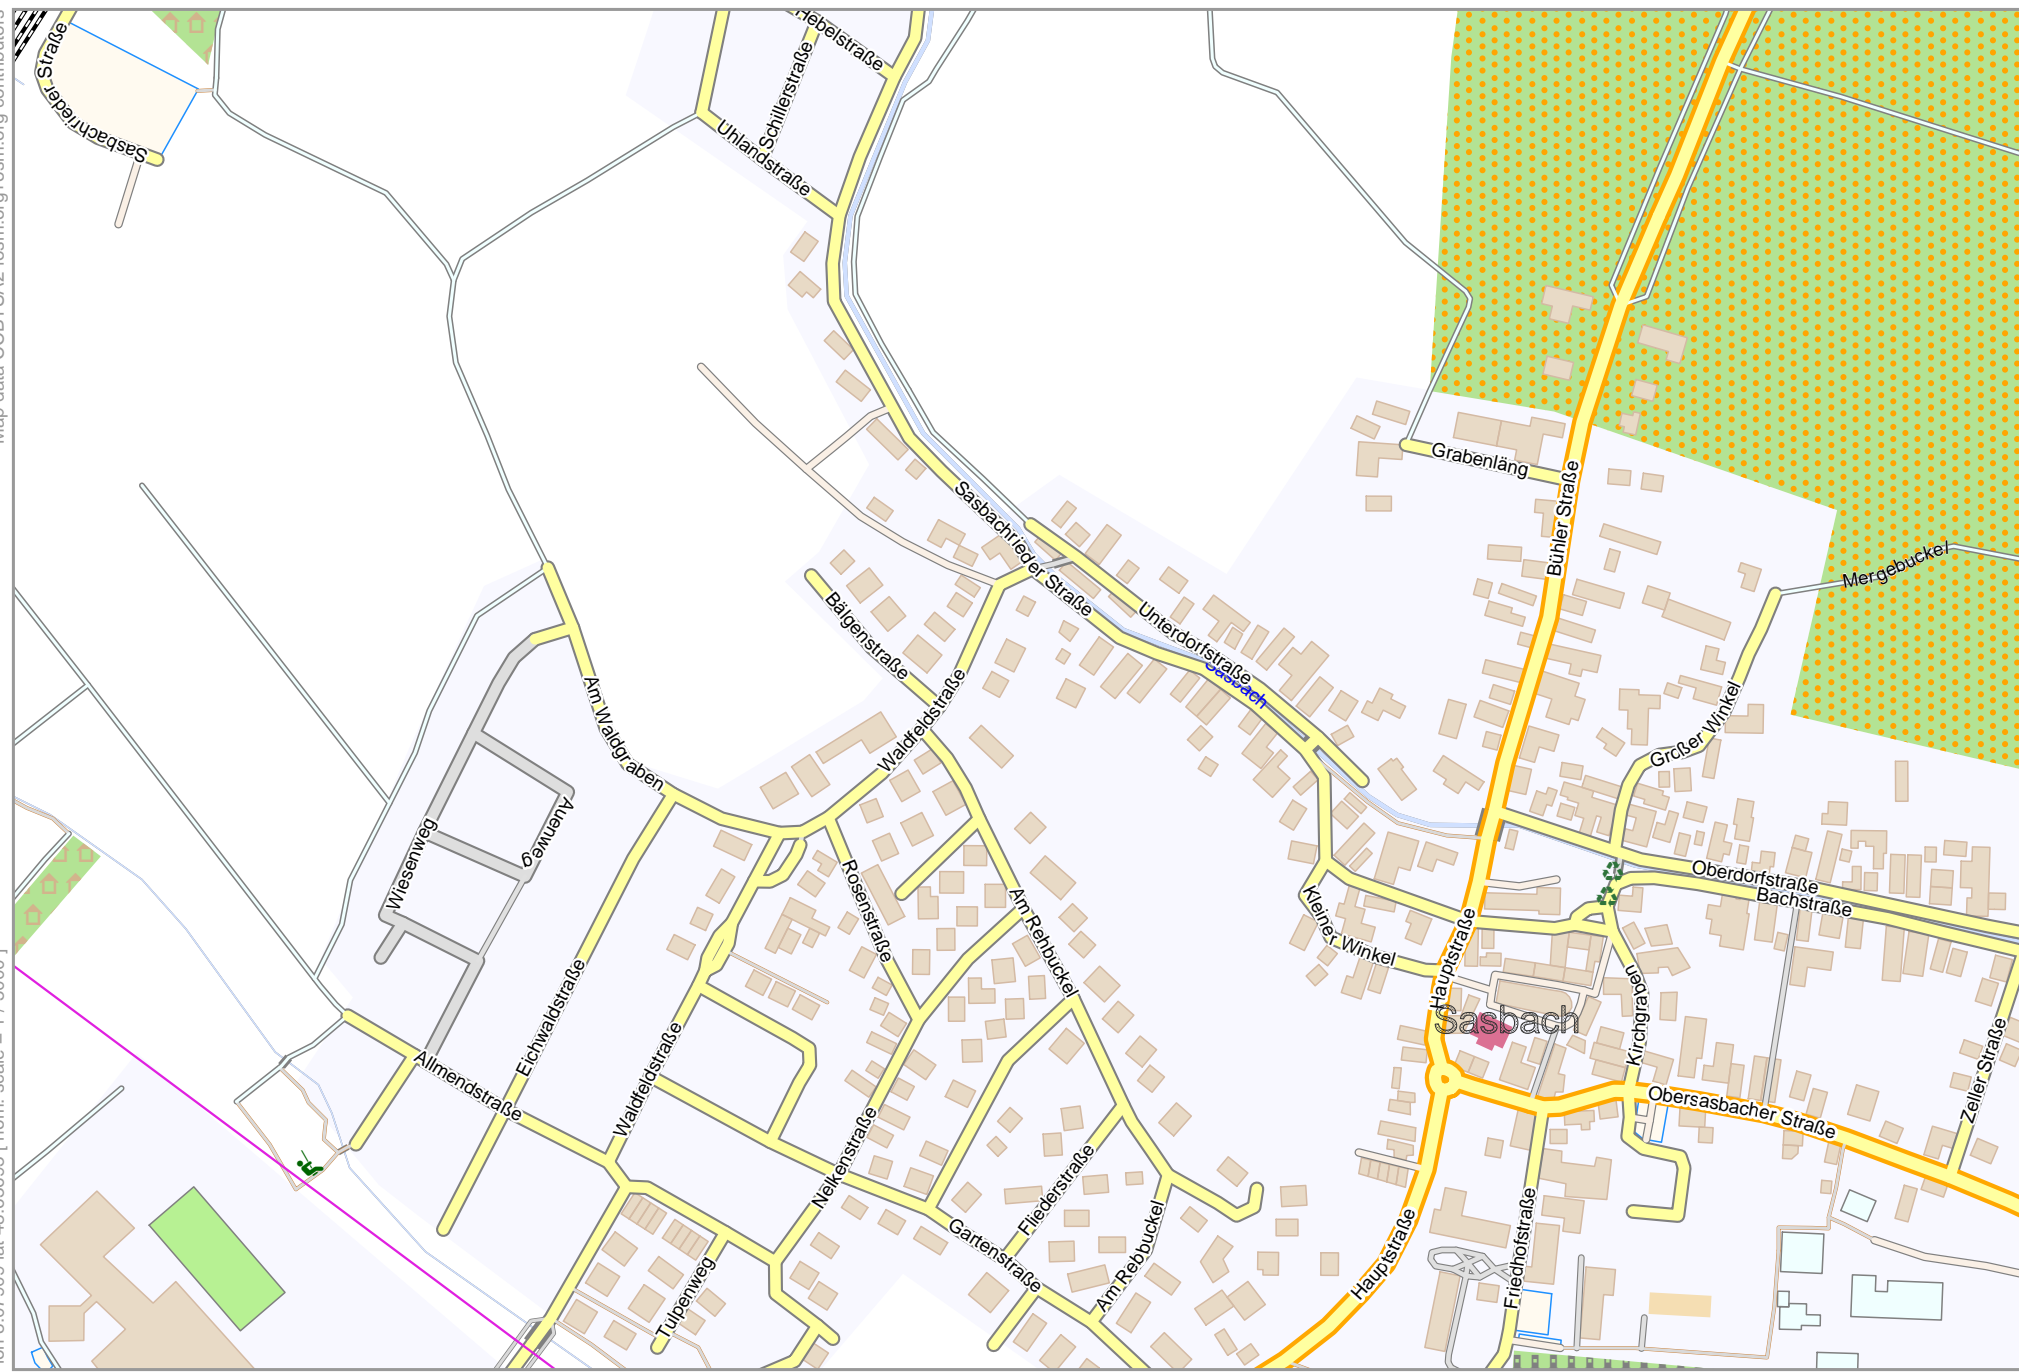 Hebelstraße
Sasbachrieder Straße
Schillerstraße
Uhlandstraße
Grabenläng
Bühler Straße
Sasbachrieder Straße
Mergebuckel
Bälgenstraße
Unterdorfstraße
Sasbach
Am Waldgraben
Waldfeldstraße
Großer Winkel
Auenweg
Wiesenweg
Rosenstraße
Oberdorfstraße
Bachstraße
Am Rehbuckel
Kleiner Winkel
Hauptstraße
Kirchgraben
Sasbach
Eichwaldstraße
Allmendstraße
Waldfeldstraße
Nelkenstraße
Obersasbacher Straße
Zeller Straße
Fliederstraße
Gartenstraße
Am Rebbuckel
Tulpenweg
Hauptstraße
Friedhofstraße